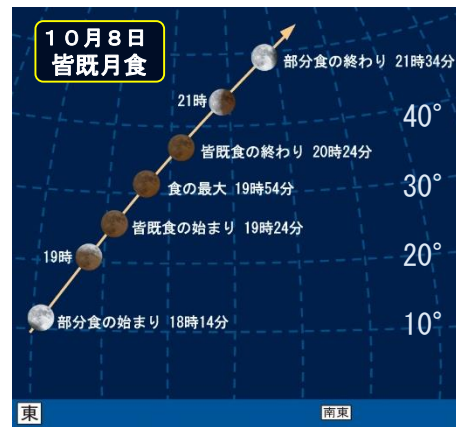 １０月８日
皆既月食
部分食の終わり 21時34分
21時
40°
皆既食の終わり 20時24分
30°
食の最大 19時54分
皆既食の始まり 19時24分
19時
20°
部分食の始まり 18時14分
10°
東
南東